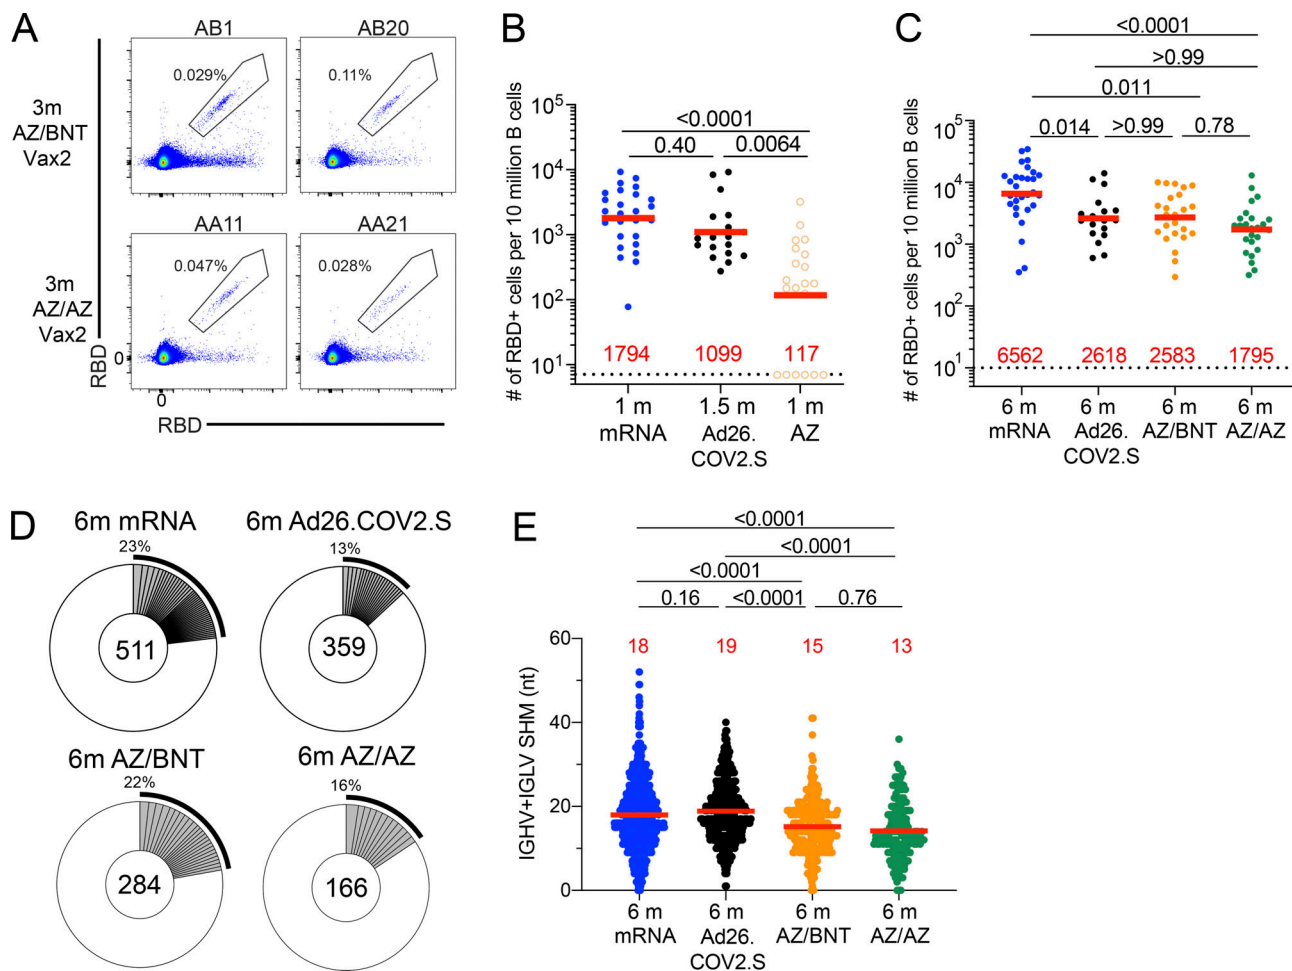 A
AB1
AB20
3m
AZ/BNT
Vax2
0.029%
0.11%
AA11
AA21
3m
AZ/AZ
Vax2
0.047%
0.028%
RBD
0
0
RBD
B
# of RBD+ cells per 10 million B cells
10^5
10^4
10^3
10^2
10^1
<0.0001
0.40
0.0064
1794
1099
117
1 m
mRNA
1.5 m
Ad26.
COV2.S
1 m
AZ
C
# of RBD+ cells per 10 million B cells
10^5
10^4
10^3
10^2
10^1
<0.0001
>0.99
0.011
0.014
>0.99
0.78
6562
2618
2583
1795
6 m
mRNA
6 m
Ad26.
COV2.S
6 m
AZ/BNT
6 m
AZ/AZ
D
6m mRNA
23%
511
6m Ad26.COV2.S
13%
359
6m AZ/BNT
22%
284
6m AZ/AZ
16%
166
E
<0.0001
<0.0001
<0.0001
0.16
<0.0001
0.76
IGHV+IGLV SHM (nt)
60
40
20
0
18
19
15
13
6 m
mRNA
6 m
Ad26.
COV2.S
6 m
AZ/BNT
6 m
AZ/AZ